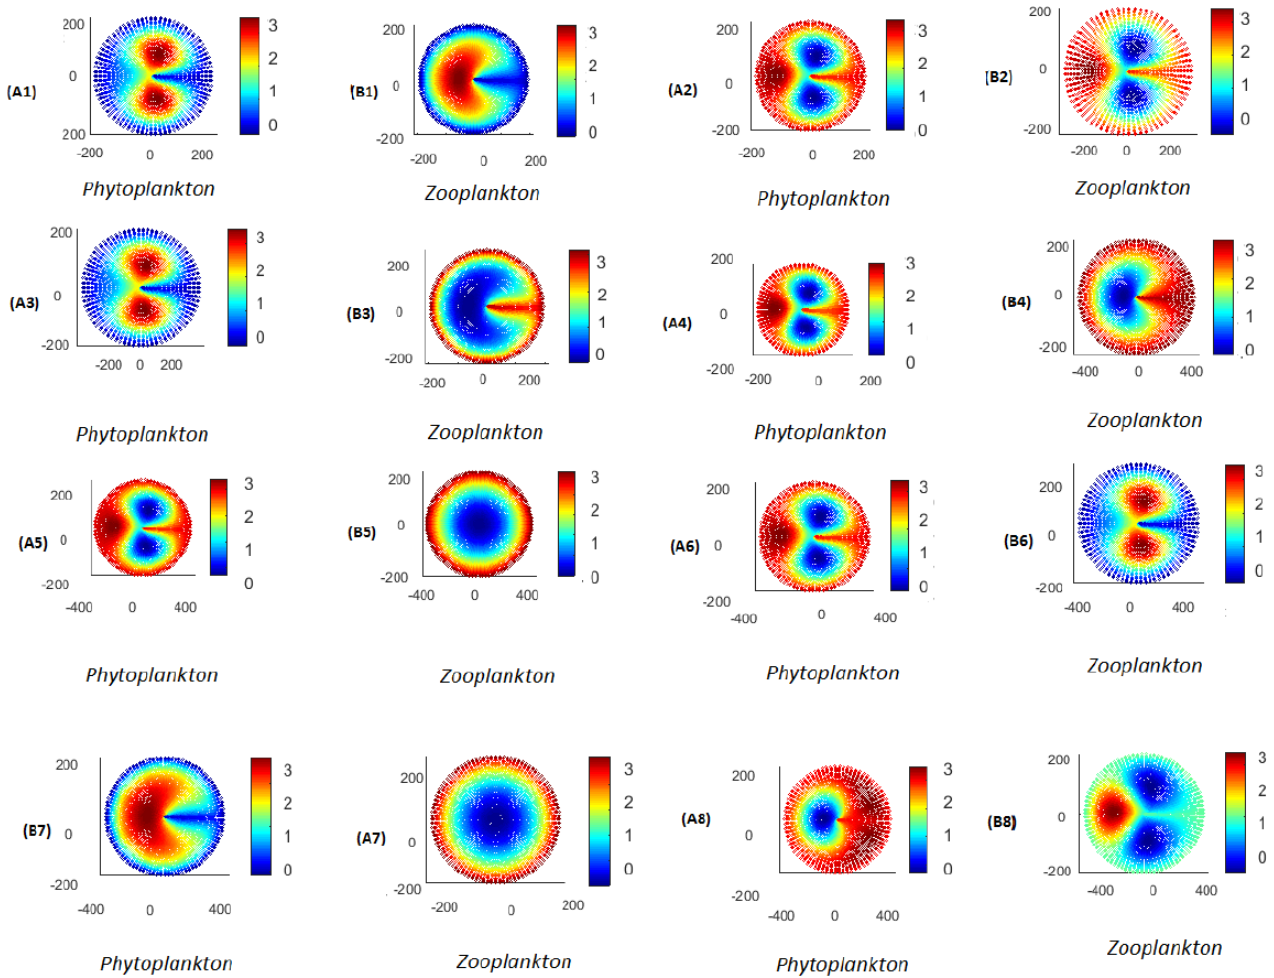 200 3
2
(A1) 0
1
200 0
-200 0 200
Phytoplankton
200 3
2
(B1) 0
1
-200 0
-200 0 200
Zooplankton
200 3
2
(A2) 0
1
-200 0
-200 0 200
Phytoplankton
200 3
2
(B2) 0
1
-200 0
-200 0 200
Zooplankton
200 3
2
(A3) 0
1
-200 0
-200 0 200
Phytoplankton
200 3
2
(B3) 0
1
-200 0
-200 0 200
Zooplankton
200 3
2
(A4) 0
1
-200 0
-200 0 200
Phytoplankton
200 3
2
(B4) 0
1
-200 0
-400 0 400
Zooplankton
200 3
2
(A5) 0
1
-200 0
-400 0 400
Phytoplankton
200 3
2
(B5) 0
1
-200 0
-400 0 400
Zooplankton
200 3
2
(A6) 0
1
-200 0
-400 0 400
Phytoplankton
200 3
2
(B6) 0
1
-200 0
-400 0 400
Zooplankton
200 3
2
(B7) 0
1
-200 0
-400 0 400
Phytoplankton
200 3
2
(A7) 0
1
-200 0
-200 0 200
Zooplankton
200 3
2
(A8) 0
1
-200 0
-400 0 400
Phytoplankton
200 3
2
(B8) 0
1
-200 0
-400 0 400
Zooplankton